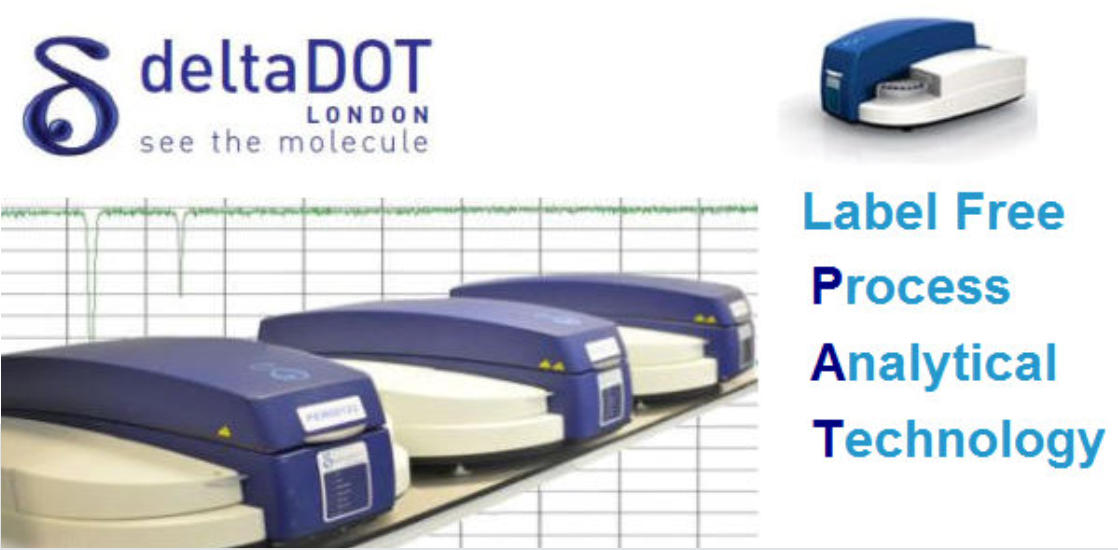 deltaDOT
LONDON
see the molecule
Label Free
Process
Analytical
Technology